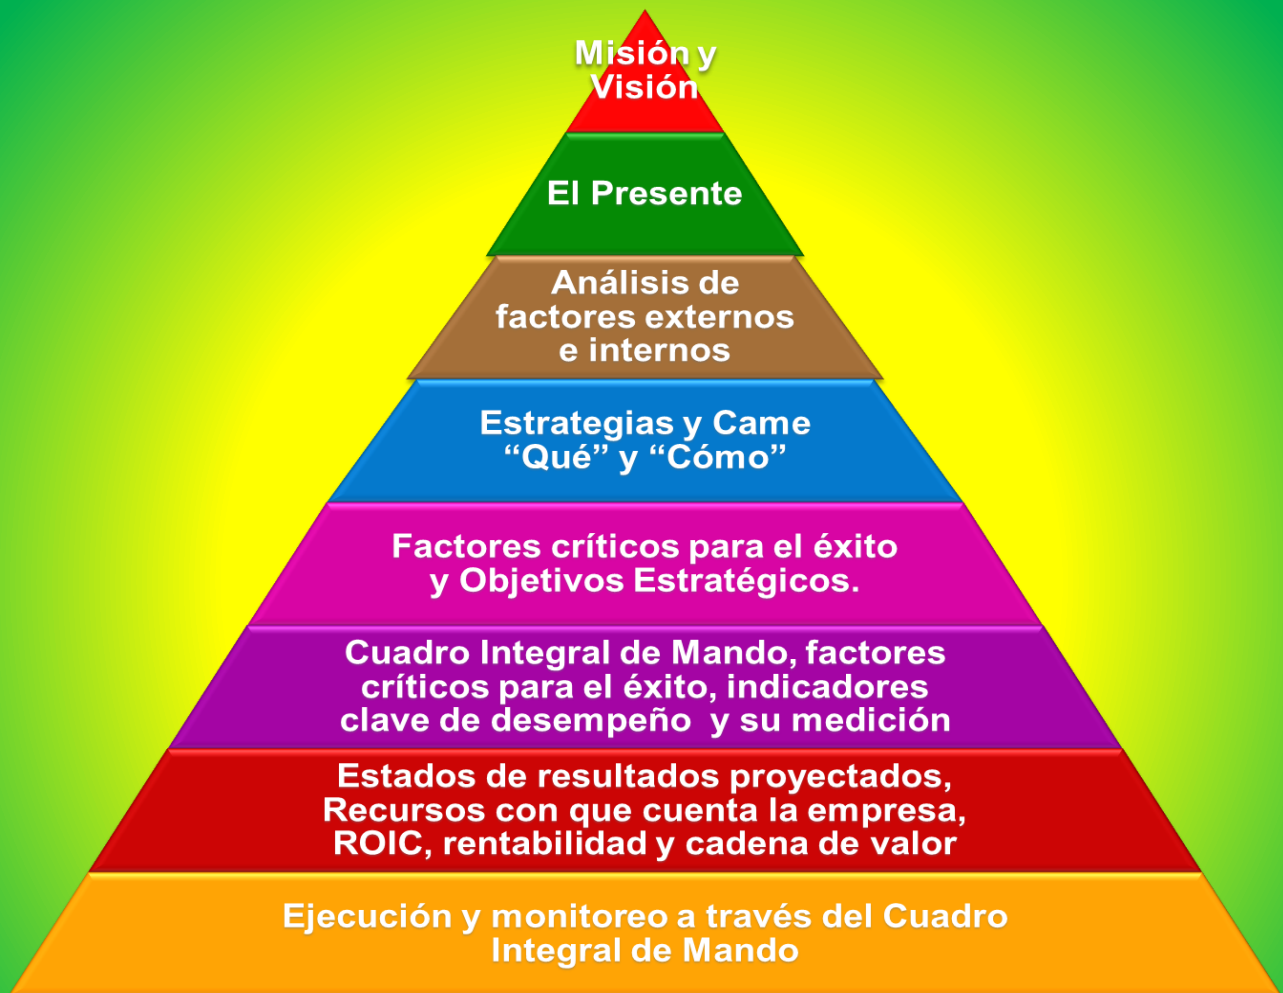 Misión y
Visión
El Presente
Análisis de
factores externos
e internos
Estrategias y Came
“Qué” y “Cómo”
Factores críticos para el éxito
y Objetivos Estratégicos.
Cuadro Integral de Mando, factores
críticos para el éxito, indicadores
clave de desempeño  y su medición
Estados de resultados proyectados,
Recursos con que cuenta la empresa,
ROIC, rentabilidad y cadena de valor
Ejecución y monitoreo a través del Cuadro
Integral de Mando